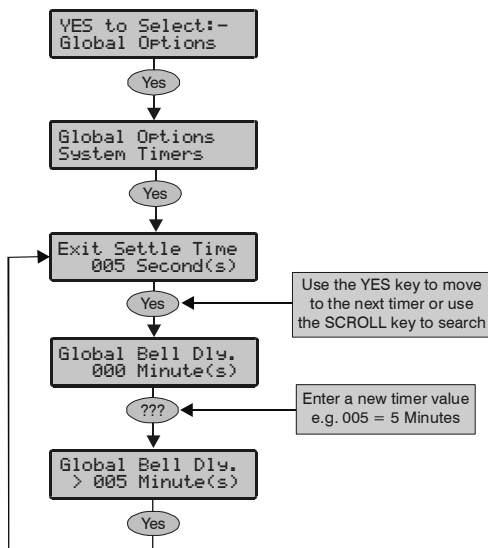 YES to Select:-
Global Options
Yes
Global Options
System Timers
Yes
Exit Settle Time
005 Second(s)
Yes
Use the YES key to move
to the next timer or use
the SCROLL key to search
Global Bell Dly.
000 Minute(s)
???
Enter a new timer value
e.g. 005 = 5 Minutes
Global Bell Dly.
> 005 Minute(s)
Yes